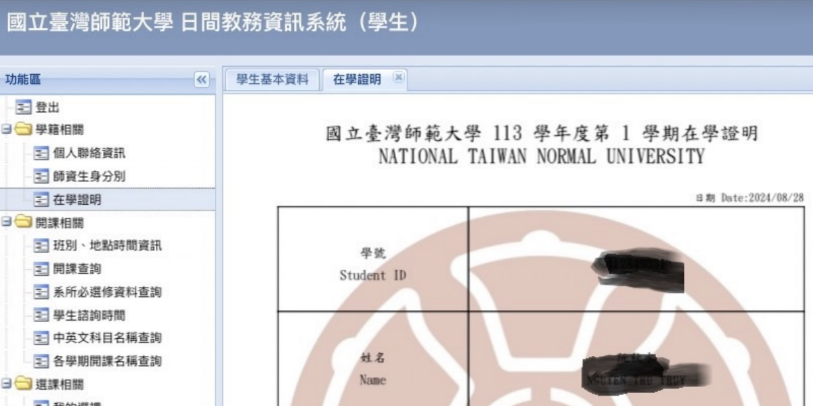 國立臺灣師範大學 日間教務資訊系統（學生）
功能區
登出
學籍相關
個人聯絡資訊
師資生身分別
在學證明
開課相關
班別、地點時間資訊
開課查詢
系所必選修資料查詢
學生諮詢時間
中英文科目名稱查詢
各學期開課名稱查詢
選課相關
學生基本資料
在學證明
國立臺灣師範大學 113 學年度第 1 學期在學證明
NATIONAL TAIWAN NORMAL UNIVERSITY
日期 Date:2024/08/28
學號
Student ID
姓名
Name